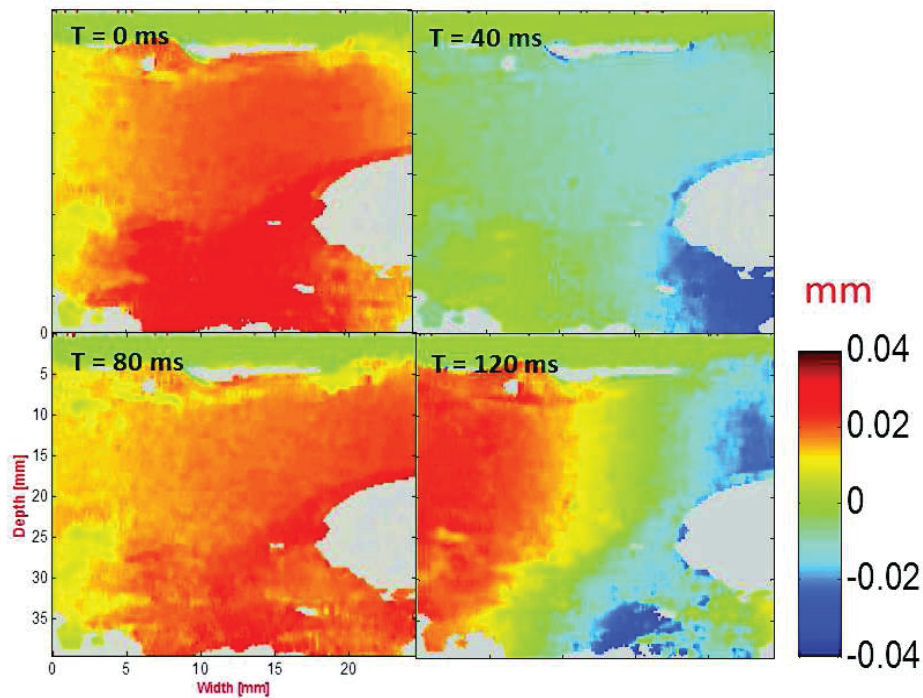 T = 0 ms
T = 40 ms
mm
0
T = 80 ms
T = 120 ms
0.04
0.02
0
-0.02
-0.04
5
10
15
20
25
30
35
Depth [mm]
0 5 10 15 20
Width [mm]